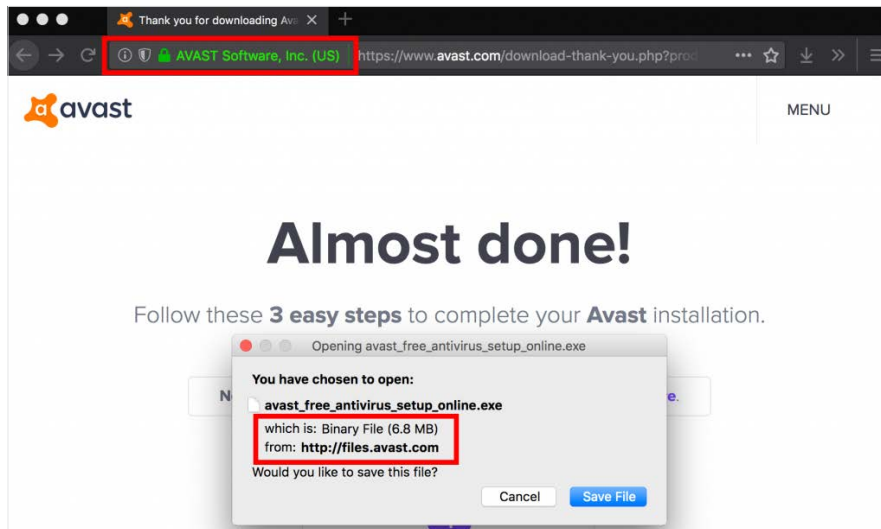 Thank you for downloading Ava
AVAST Software, Inc. (US) https://www.avast.com/download-thank-you.php?prod
avast
MENU
Almost done!
Follow these 3 easy steps to complete your Avast installation.
Opening avast_free_antivirus_setup_online.exe
You have chosen to open:
avast_free_antivirus_setup_online.exe
which is: Binary File (6.8 MB)
from: http://files.avast.com
Would you like to save this file?
Cancel Save File